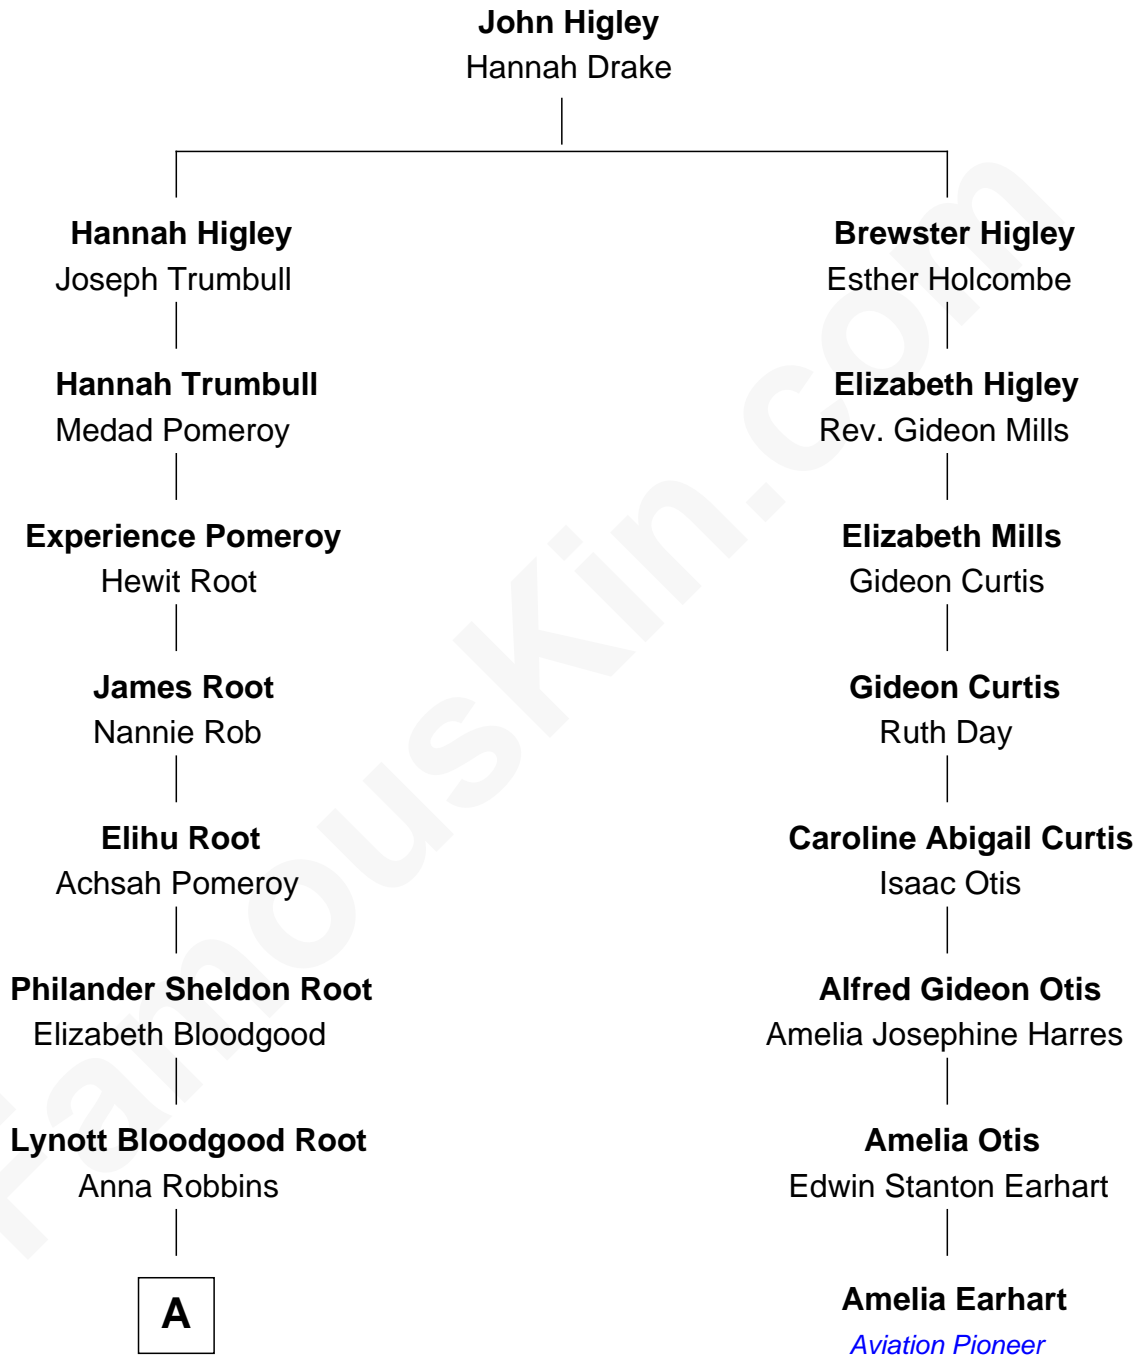 John Higley
Hannah Drake
Hannah Higley
Joseph Trumbull
Hannah Trumbull
Medad Pomeroy
Experience Pomeroy
Hewit Root
James Root
Nannie Rob
Elihu Root
Achsah Pomeroy
Philander Sheldon Root
Elizabeth Bloodgood
Lynott Bloodgood Root
Anna Robbins
A
Brewster Higley
Esther Holcombe
Elizabeth Higley
Rev. Gideon Mills
Elizabeth Mills
Gideon Curtis
Gideon Curtis
Ruth Day
Caroline Abigail Curtis
Isaac Otis
Alfred Gideon Otis
Amelia Josephine Harres
Amelia Otis
Edwin Stanton Earhart
Amelia Earhart
Aviation Pioneer
FamousKin.com